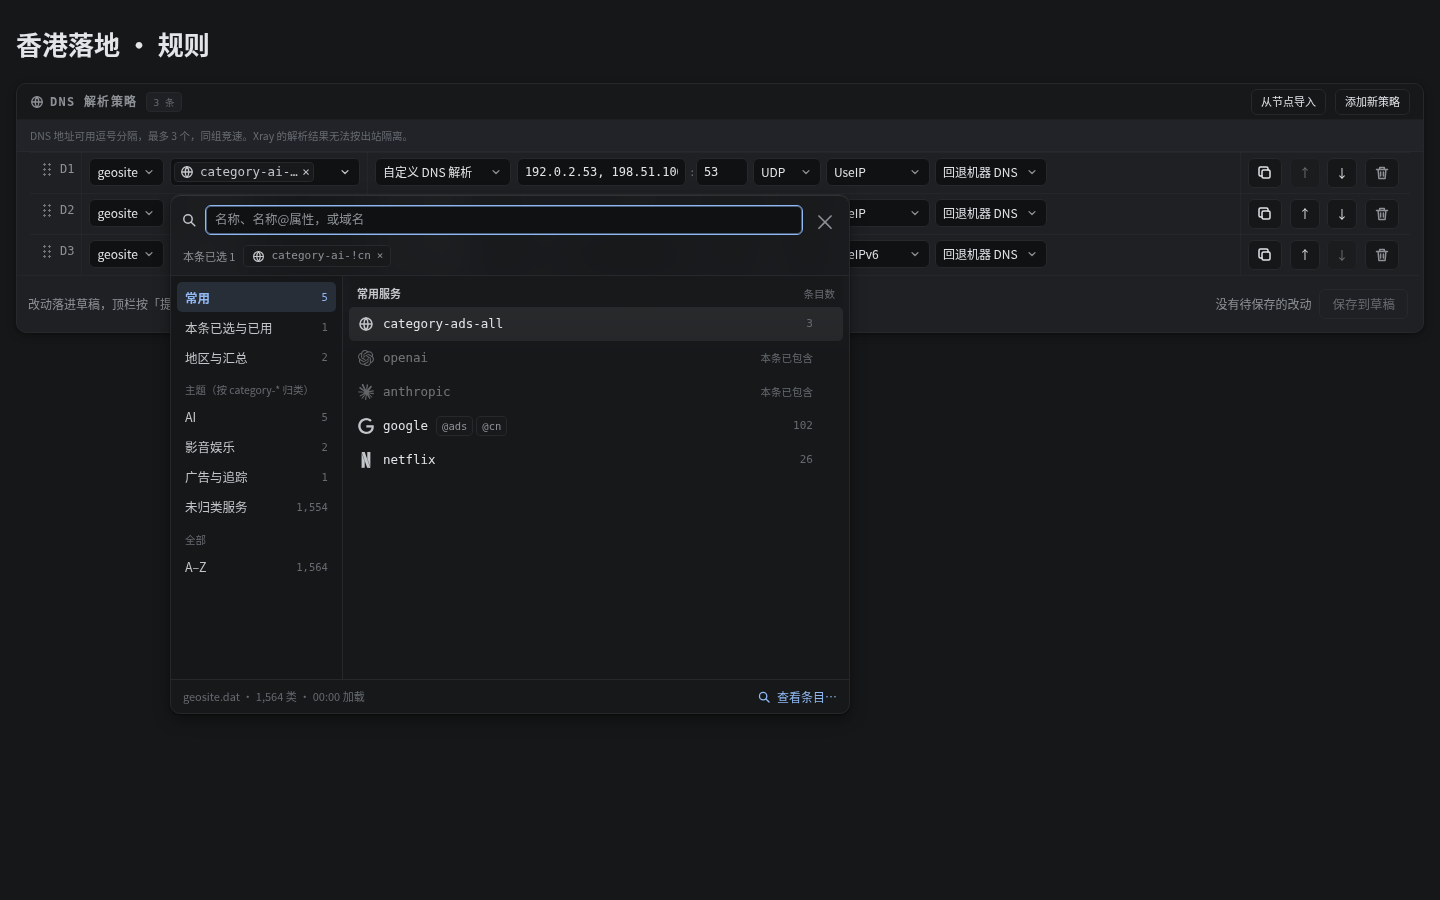 香港落地 · 规则
DNS 解析策略 3 条 从节点导入 添加新策略
DNS 地址可用逗号分隔，最多 3 个，同组竞速。Xray 的解析结果无法按出站隔离。
D1 geosite category-ai-… × 自定义 DNS 解析 192.0.2.53, 198.51.10 : 53 UDP UseIP 回退机器 DNS ↑ ↓
D2 geosite 名称、名称@属性，或域名 eIP 回退机器 DNS ↑ ↓
D3 geosite 本条已选 1 category-ai-!cn × eIPv6 回退机器 DNS ↑ ↓
改动落进草稿，顶栏按「提 没有待保存的改动 保存到草稿
常用 5
本条已选与已用 1
地区与汇总 2
主题（按 category-* 归类）
AI 5
影音娱乐 2
广告与追踪 1
未归类服务 1,554
全部
A–Z 1,564
常用服务 条目数
category-ads-all 3
openai 本条已包含
anthropic 本条已包含
google @ads @cn 102
netflix 26
geosite.dat · 1,564 类 · 00:00 加载 查看条目…